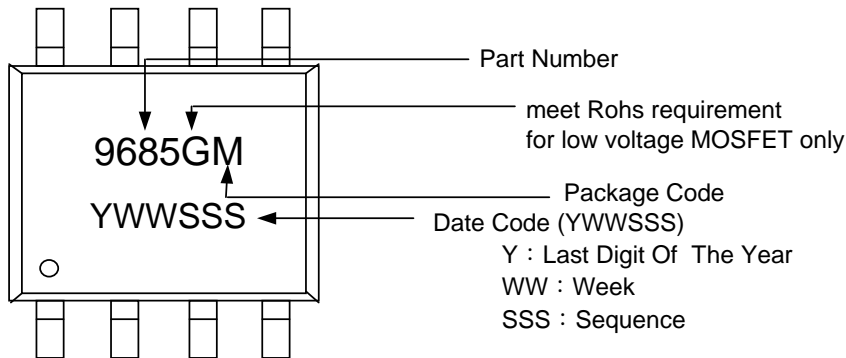 Part Number
meet Rohs requirement
for low voltage MOSFET only
9685GM
Package Code
YWWSSS
Date Code (YWWSSS)
Y：Last Digit Of The Year
WW：Week
SSS：Sequence